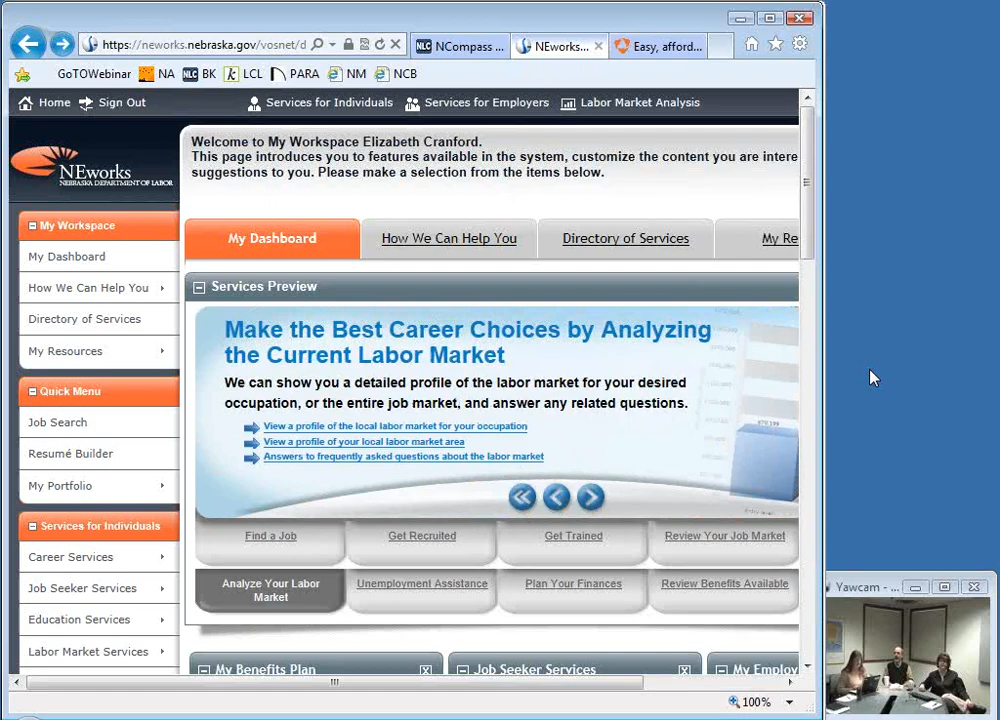 https://neworks.nebraska.gov/vosnet/d
NCompass ...
NEworks...
Easy, afford...
GoTOWebinar
NA
NLC BK
k LCL
PARA
NM
NCB
Home
Sign Out
Services for Individuals
Services for Employers
Labor Market Analysis
NEworks
NEBRASKA DEPARTMENT OF LABOR
Welcome to My Workspace Elizabeth Cranford.
This page introduces you to features available in the system, customize the content you are intere
suggestions to you. Please make a selection from the items below.
My Workspace
My Dashboard
How We Can Help You
Directory of Services
My Resources
Quick Menu
Job Search
Resumé Builder
My Portfolio
Services for Individuals
Career Services
Job Seeker Services
Education Services
Labor Market Services
My Dashboard
How We Can Help You
Directory of Services
My Re
Services Preview
Make the Best Career Choices by Analyzing
the Current Labor Market
We can show you a detailed profile of the labor market for your desired
occupation, or the entire job market, and answer any related questions.
View a profile of the local labor market for your occupation
View a profile of your local labor market area
Answers to frequently asked questions about the labor market
Find a Job
Get Recruited
Get Trained
Review Your Job Market
Analyze Your Labor
Market
Unemployment Assistance
Plan Your Finances
Review Benefits Available
My Benefits Plan
Job Seeker Services
My Employ
100%
Yawcam - ...